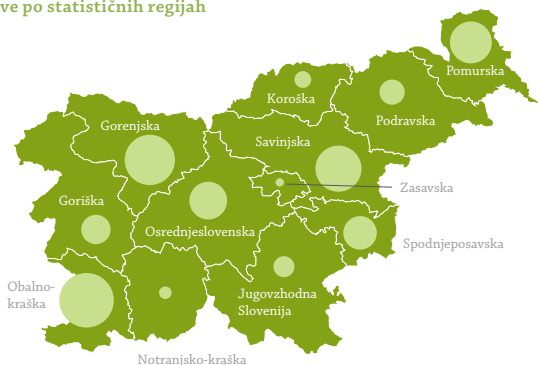 ve po statističnih regijah
Pomurska
Koroška
Podravska
Gorenjska
Savinjska
Zasavska
Goriška
Osrednjeslovenska
Spodnjeposavska
Obalno-
kraška
Jugovzhodna
Slovenija
Notranjsko-kraška